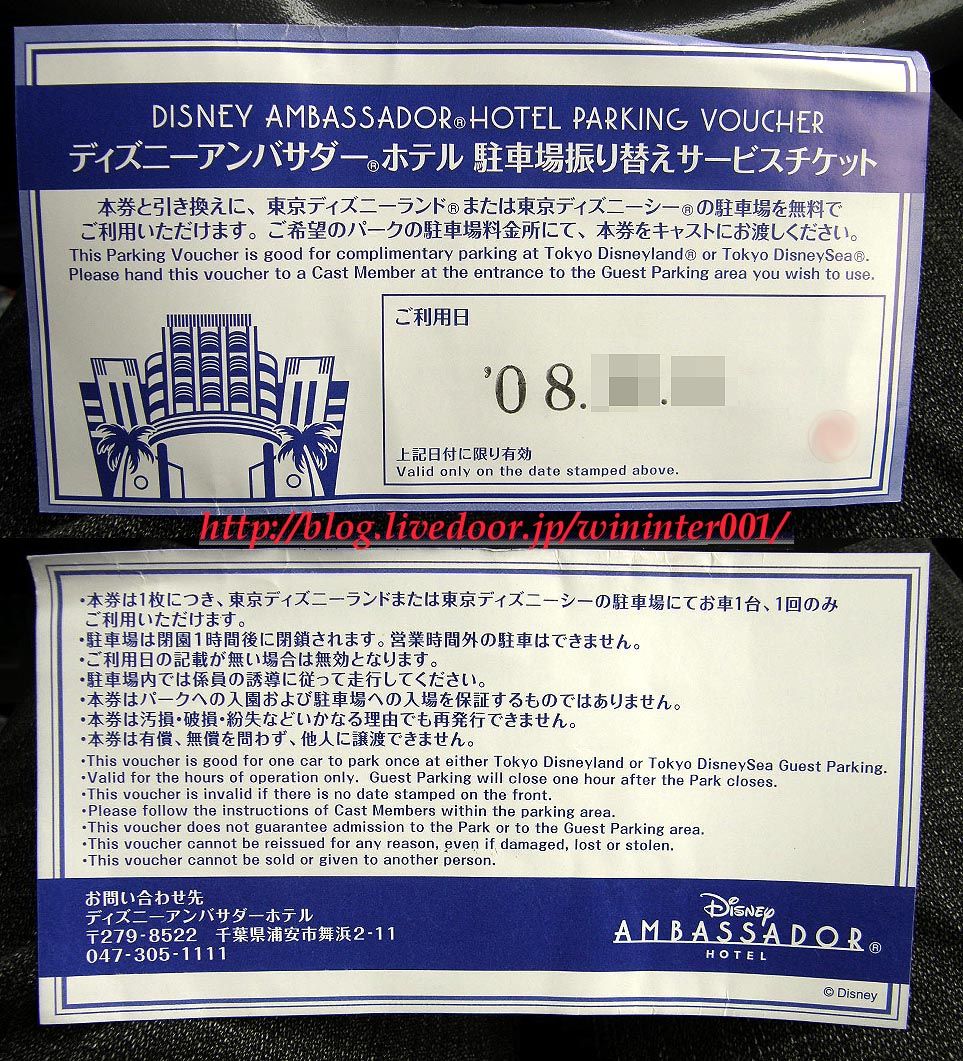 DISNEY AMBASSADOR® HOTEL PARKING VOUCHER
ディズニーアンバサダー®ホテル 駐車場振り替えサービスチケット
本券と引き換えに、東京ディズニーランド®または東京ディズニーシー®の駐車場を無料で
ご利用いただけます。ご希望のパークの駐車場料金所にて、本券をキャストにお渡しください。
This Parking Voucher is good for complimentary parking at Tokyo Disneyland® or Tokyo DisneySea®.
Please hand this voucher to a Cast Member at the entrance to the Guest Parking area you wish to use.
ご利用日
'08.
上記日付に限り有効
Valid only on the date stamped above.
http://blog.livedoor.jp/wininter001/
・本券は1枚につき、東京ディズニーランドまたは東京ディズニーシーの駐車場にてお車1台、1回のみ
ご利用いただけます。
・駐車場は閉園1時間後に閉鎖されます。営業時間外の駐車はできません。
・ご利用日の記載が無い場合は無効となります。
・駐車場内では係員の誘導に従って走行してください。
・本券はパークへの入園および駐車場への入場を保証するものではありません。
・本券は汚損・破損・紛失などいかなる理由でも再発行できません。
・本券は有償、無償を問わず、他人に譲渡できません。
・This voucher is good for one car to park once at either Tokyo Disneyland or Tokyo DisneySea Guest Parking.
・Valid for the hours of operation only. Guest Parking will close one hour after the Park closes.
・This voucher is invalid if there is no date stamped on the front.
・Please follow the instructions of Cast Members within the parking area.
・This voucher does not guarantee admission to the Park or to the Guest Parking area.
・This voucher cannot be reissued for any reason, even if damaged, lost or stolen.
・This voucher cannot be sold or given to another person.
お問い合わせ先
ディズニーアンバサダーホテル
〒279-8522 千葉県浦安市舞浜2-11
047-305-1111
DISNEY
AMBASSADOR®
HOTEL
© Disney